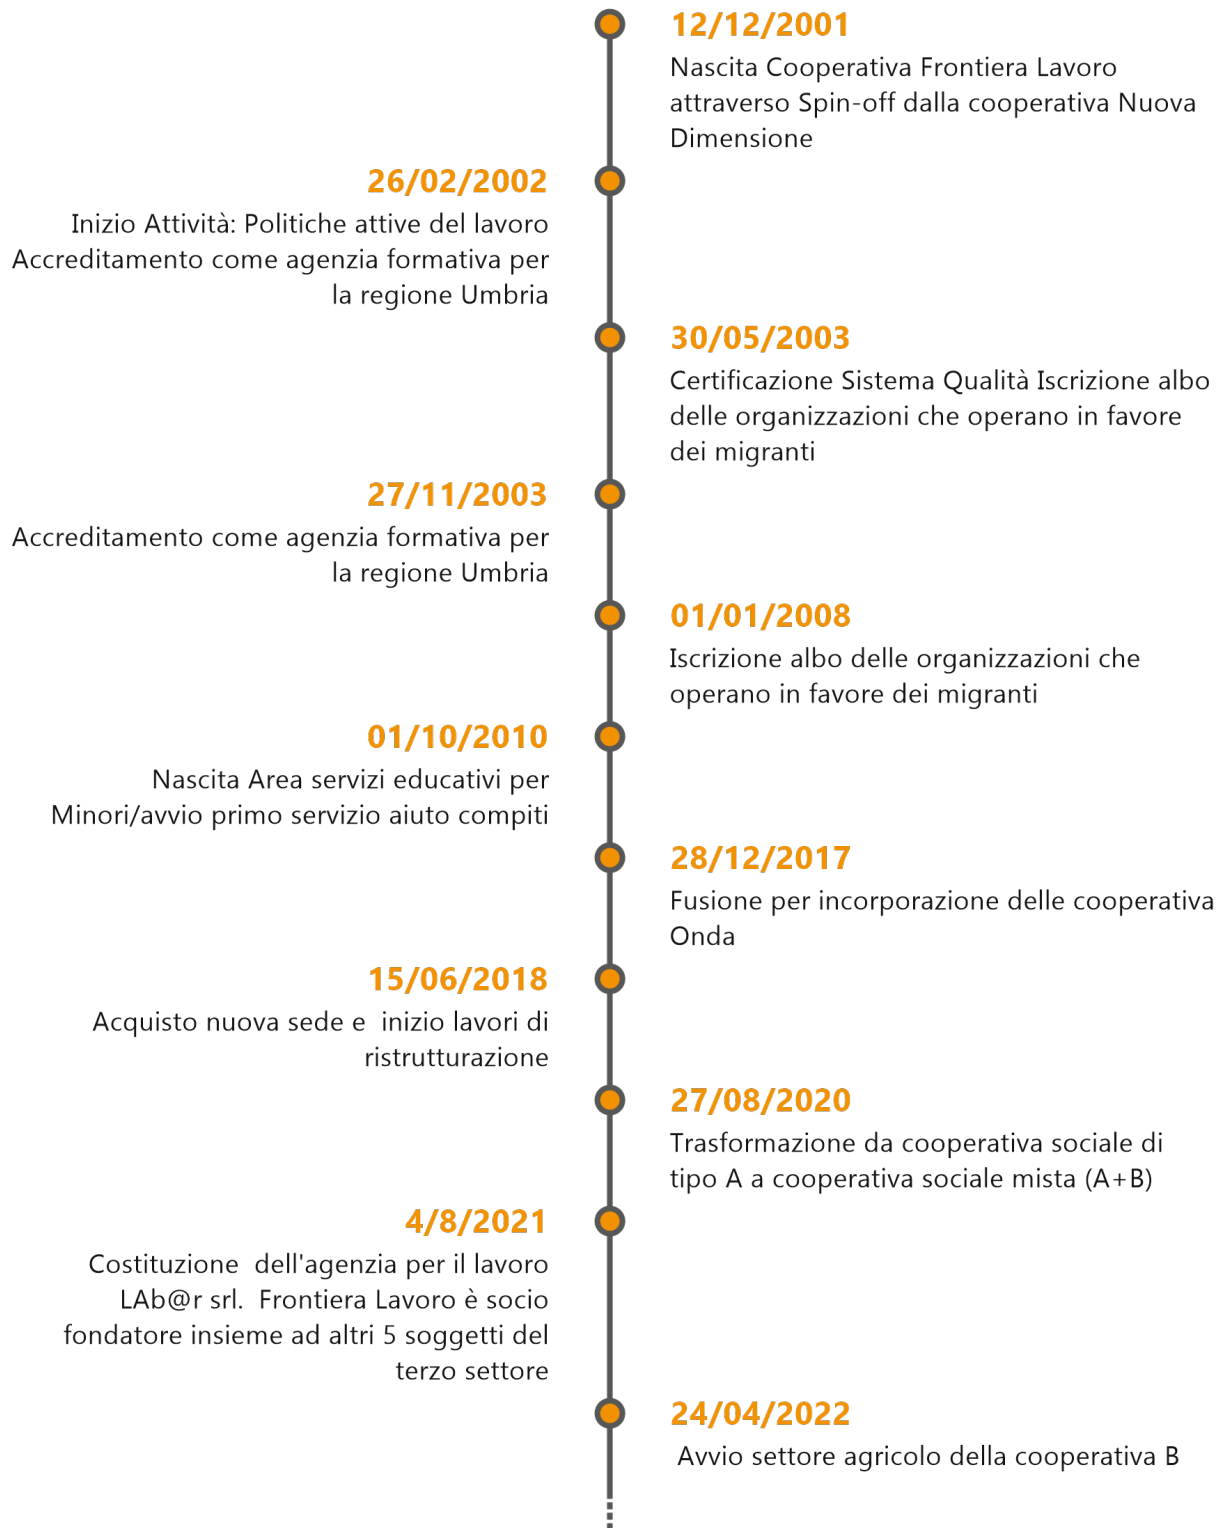 12/12/2001
Nascita Cooperativa Frontiera Lavoro
attraverso Spin-off dalla cooperativa Nuova
Dimensione
26/02/2002
Inizio Attività: Politiche attive del lavoro
Accreditamento come agenzia formativa per
la regione Umbria
30/05/2003
Certificazione Sistema Qualità Iscrizione albo
delle organizzazioni che operano in favore
dei migranti
27/11/2003
Accreditamento come agenzia formativa per
la regione Umbria
01/01/2008
Iscrizione albo delle organizzazioni che
operano in favore dei migranti
01/10/2010
Nascita Area servizi educativi per
Minori/avvio primo servizio aiuto compiti
28/12/2017
Fusione per incorporazione delle cooperativa
Onda
15/06/2018
Acquisto nuova sede e  inizio lavori di
ristrutturazione
27/08/2020
Trasformazione da cooperativa sociale di
tipo A a cooperativa sociale mista (A+B)
4/8/2021
Costituzione  dell'agenzia per il lavoro
LAb@r srl.  Frontiera Lavoro è socio
fondatore insieme ad altri 5 soggetti del
terzo settore
24/04/2022
Avvio settore agricolo della cooperativa B